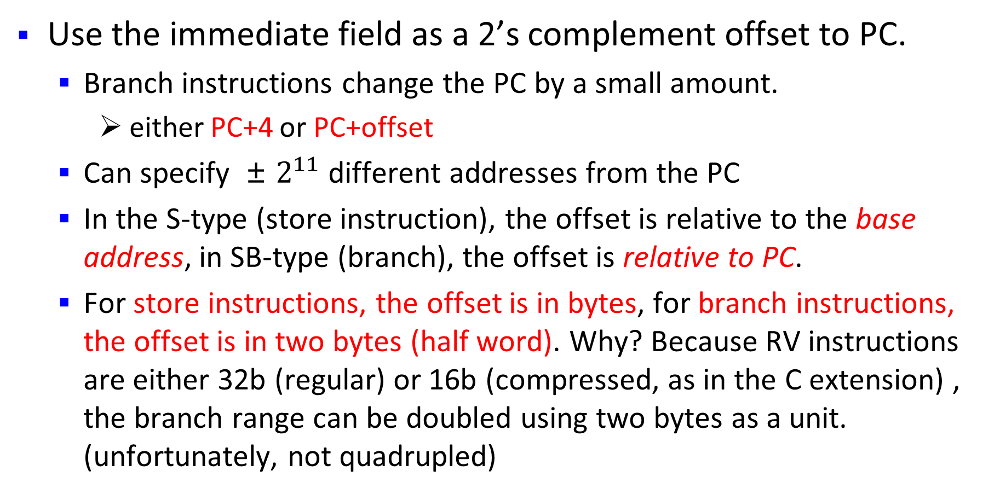 ▪ Use the immediate field as a 2’s complement offset to PC.
▪ Branch instructions change the PC by a small amount.
➢ either PC+4 or PC+offset
▪ Can specify ± 2¹¹ different addresses from the PC
▪ In the S-type (store instruction), the offset is relative to the base
address, in SB-type (branch), the offset is relative to PC.
▪ For store instructions, the offset is in bytes, for branch instructions,
the offset is in two bytes (half word). Why? Because RV instructions
are either 32b (regular) or 16b (compressed, as in the C extension) ,
the branch range can be doubled using two bytes as a unit.
(unfortunately, not quadrupled)